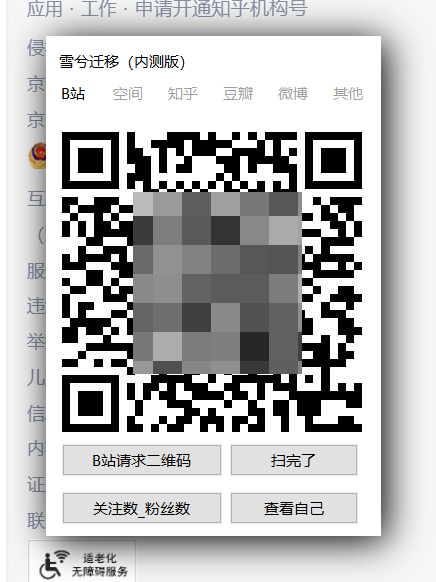 应用 · 工作 · 申请开通知乎机构号
侵
雪兮迁移（内测版）
京
B站 空间 知乎 豆瓣 微博 其他
京
互
（
服
违
举
儿
信
B站请求二维码 扫完了
内
证
关注数_粉丝数 查看自己
联
适老化
无障碍服务